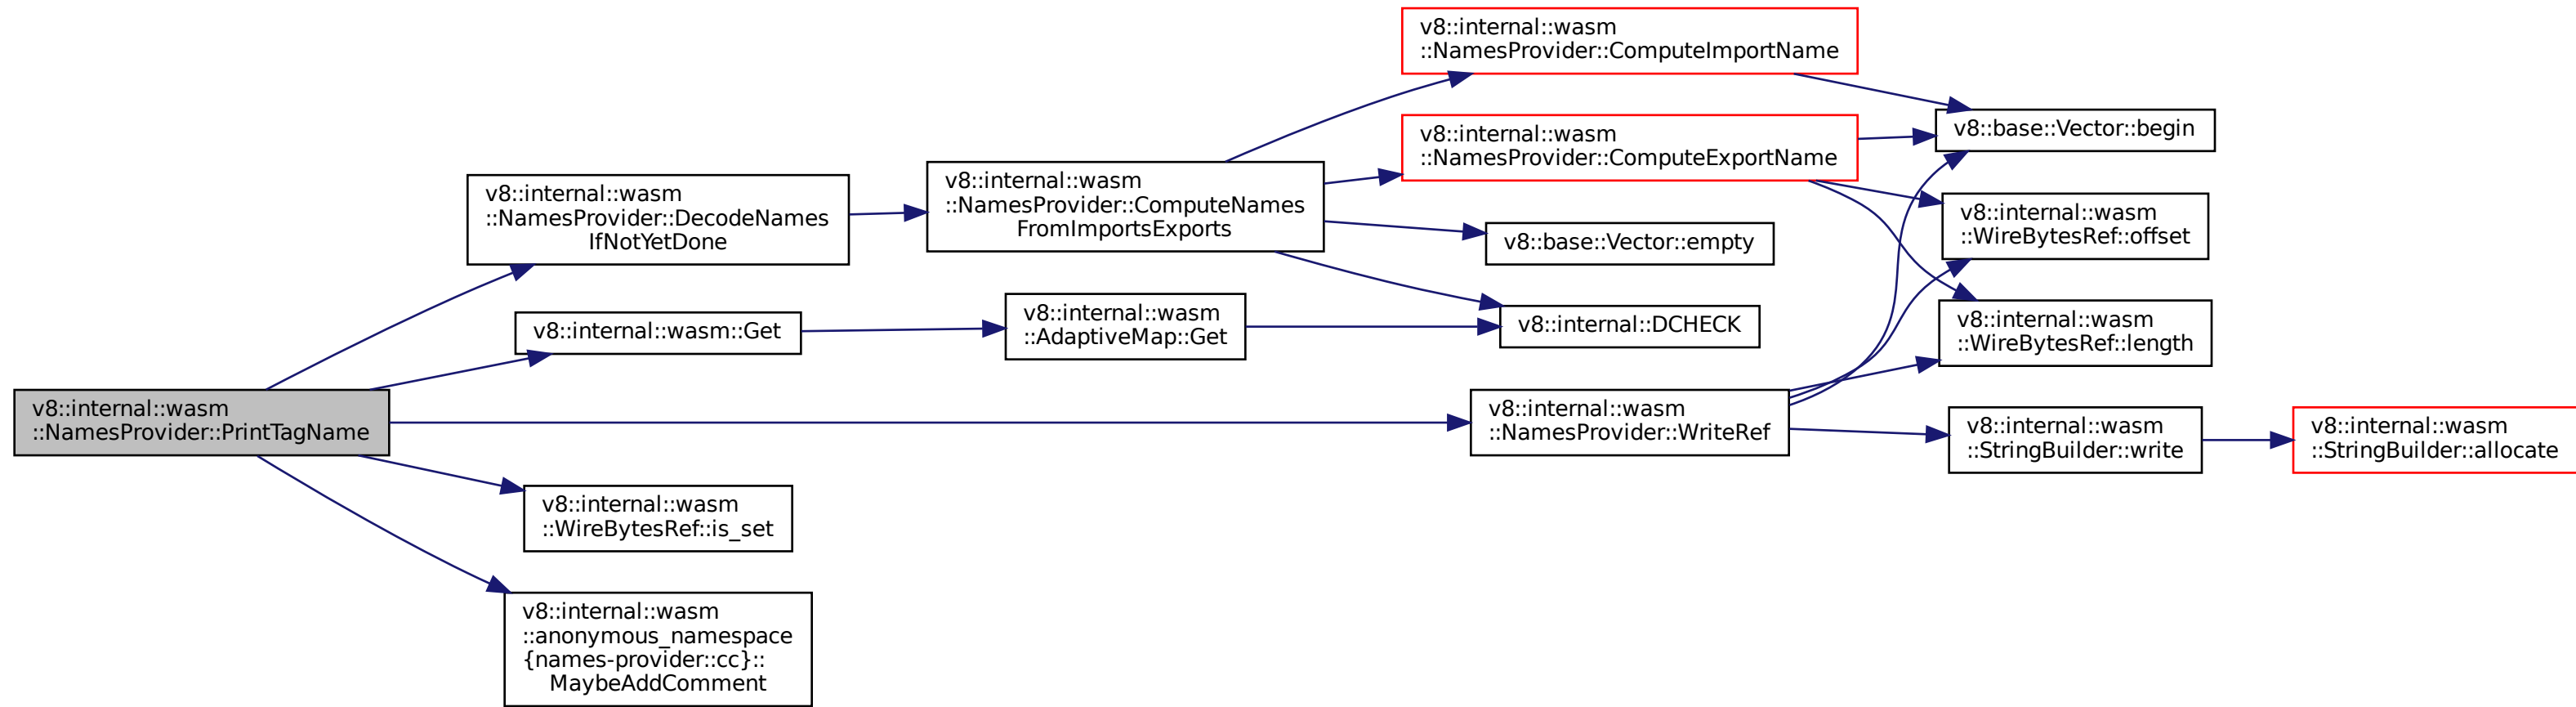 v8::internal::wasm
::NamesProvider::PrintTagName
v8::internal::wasm
::NamesProvider::DecodeNames
IfNotYetDone
v8::internal::wasm::Get
v8::internal::wasm
::WireBytesRef::is_set
v8::internal::wasm
::anonymous_namespace
{names-provider::cc}::
MaybeAddComment
v8::internal::wasm
::NamesProvider::ComputeNames
FromImportsExports
v8::internal::wasm
::AdaptiveMap::Get
v8::internal::wasm
::NamesProvider::ComputeImportName
v8::internal::wasm
::NamesProvider::ComputeExportName
v8::base::Vector::empty
v8::internal::DCHECK
v8::internal::wasm
::NamesProvider::WriteRef
v8::base::Vector::begin
v8::internal::wasm
::WireBytesRef::offset
v8::internal::wasm
::WireBytesRef::length
v8::internal::wasm
::StringBuilder::write
v8::internal::wasm
::StringBuilder::allocate